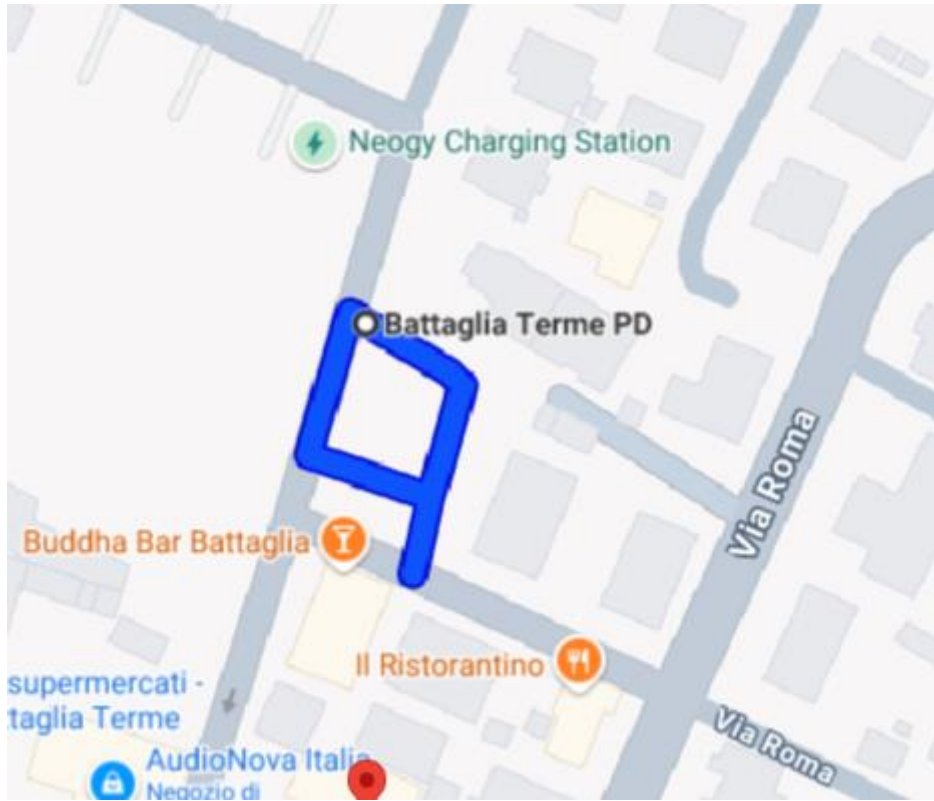 Neogy Charging Station
Battaglia Terme PD
Via Roma
Buddha Bar Battaglia
Il Ristorantino
supermercati -
ttaglia Terme
Via Roma
AudioNova Italia
Negozio di